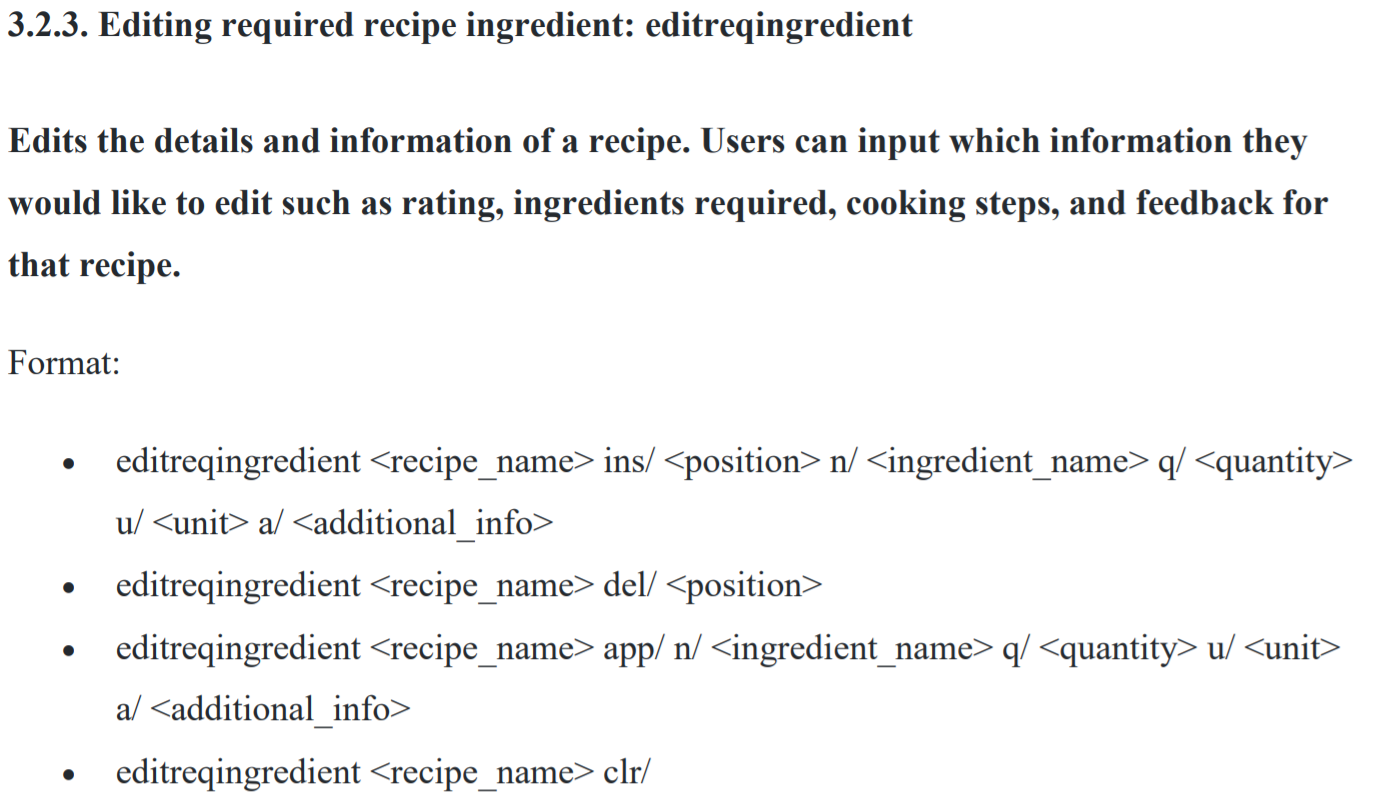 3.2.3. Editing required recipe ingredient: editreqingredient
Edits the details and information of a recipe. Users can input which information they
would like to edit such as rating, ingredients required, cooking steps, and feedback for
that recipe.
Format:
• editreqingredient <recipe_name> ins/ <position> n/ <ingredient_name> q/ <quantity>
u/ <unit> a/ <additional_info>
• editreqingredient <recipe_name> del/ <position>
• editreqingredient <recipe_name> app/ n/ <ingredient_name> q/ <quantity> u/ <unit>
a/ <additional_info>
• editreqingredient <recipe_name> clr/